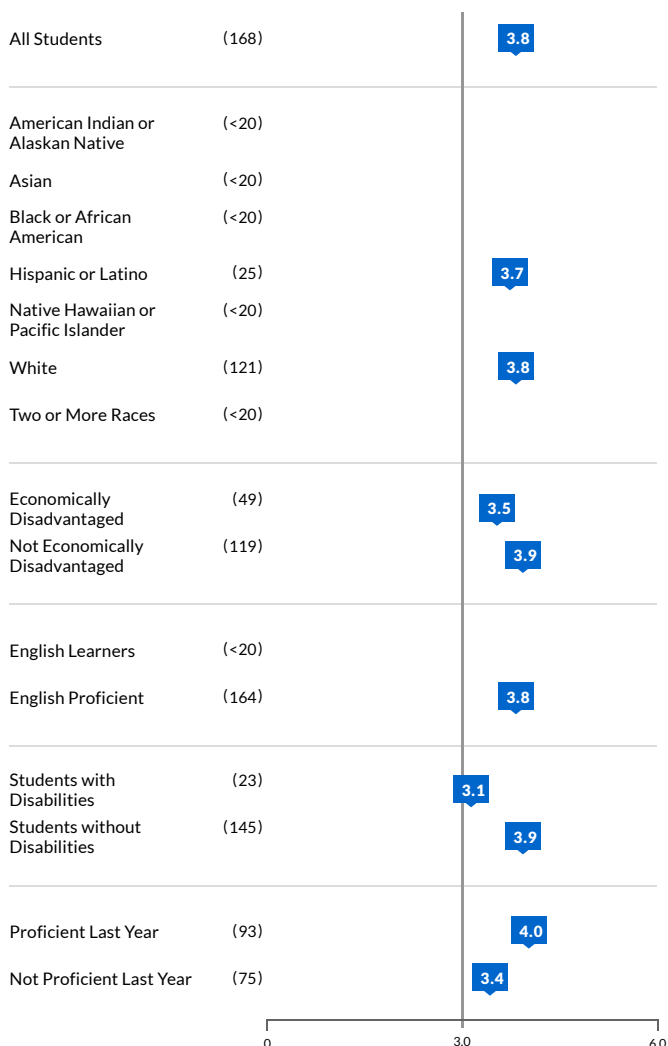 All Students (168) 3.8
American Indian or (<20)
Alaskan Native
Asian (<20)
Black or African (<20)
American
Hispanic or Latino (25) 3.7
Native Hawaiian or (<20)
Pacific Islander
White (121) 3.8
Two or More Races (<20)
Economically (49) 3.5
Disadvantaged
Not Economically (119) 3.9
Disadvantaged
English Learners (<20)
English Proficient (164) 3.8
Students with (23) 3.1
Disabilities
Students without (145) 3.9
Disabilities
Proficient Last Year (93) 4.0
Not Proficient Last Year (75) 3.4
0 3.0 6.0